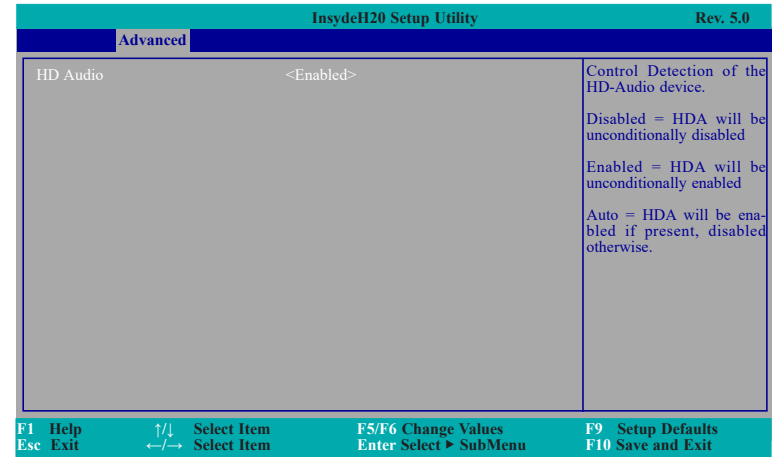 InsydeH20 Setup Utility Rev. 5.0
Advanced
HD Audio <Enabled>
Control Detection of the
HD-Audio device.
Disabled = HDA will be
unconditionally disabled
Enabled = HDA will be
unconditionally enabled
Auto = HDA will be ena-
bled if present, disabled
otherwise.
F1 Help ↑/↓ Select Item F5/F6 Change Values F9 Setup Defaults
Esc Exit ←/→ Select Item Enter Select ▶ SubMenu F10 Save and Exit